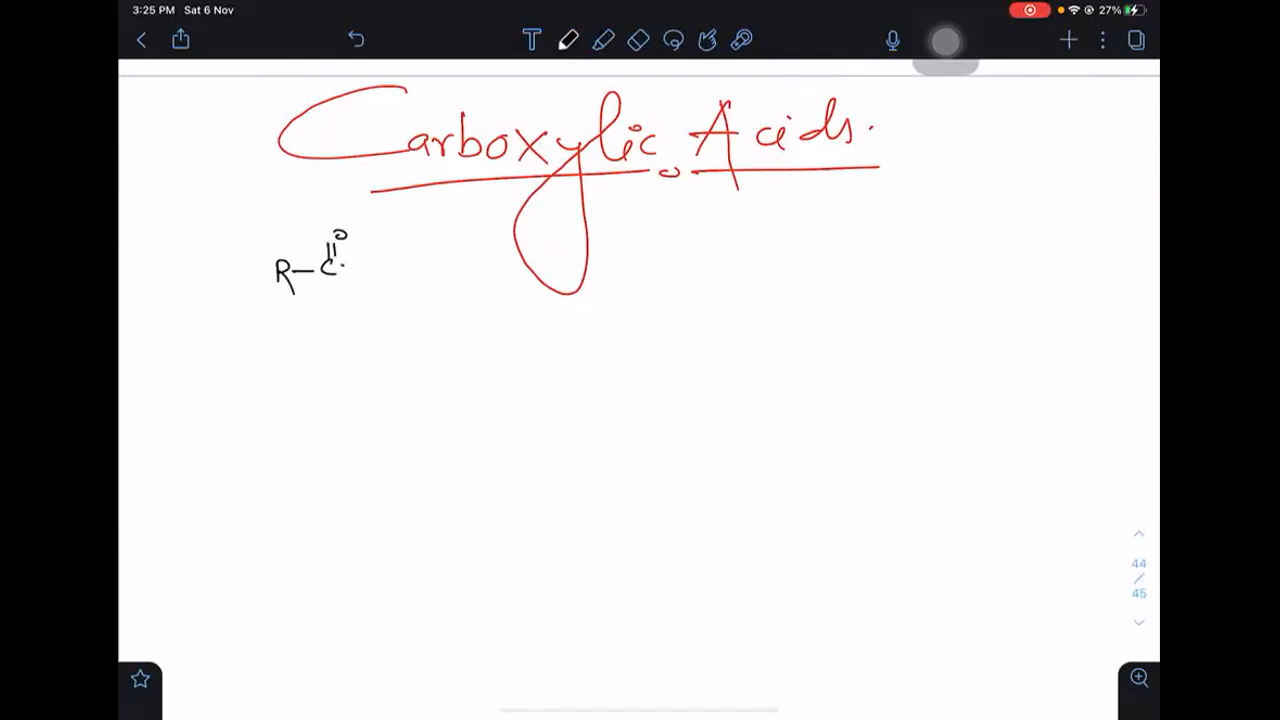 3:25 PM Sat 6 Nov
27%
T
Carboxylic Acids.
O
R-C
44
/
45